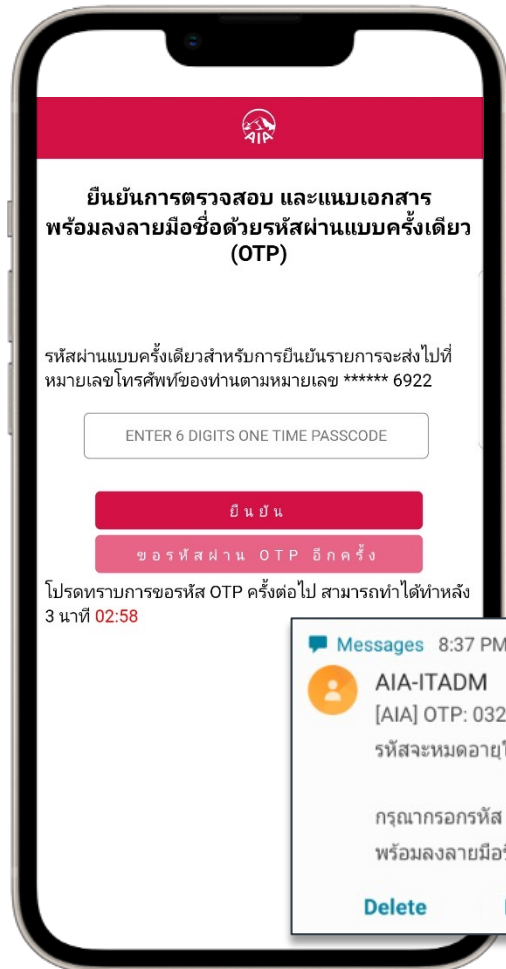 AIA
ยืนยันการตรวจสอบ และแนบเอกสาร
พร้อมลงลายมือชื่อด้วยรหัสผ่านแบบครั้งเดียว
(OTP)
รหัสผ่านแบบครั้งเดียวสำหรับการยืนยันรายการจะส่งไปที่
หมายเลขโทรศัพท์ของท่านตามหมายเลข ****** 6922
ENTER 6 DIGITS ONE TIME PASSCODE
ยืนยัน
ขอรหัสผ่าน OTP อีกครั้ง
โปรดทราบการขอรหัส OTP ครั้งต่อไป สามารถทำได้ทำหลัง
3 นาที 02:58
Messages 8:37 PM
AIA-ITADM
[AIA] OTP: 032
รหัสจะหมดอายุ
กรุณากรอกรหัส
พร้อมลงลายมือ
Delete